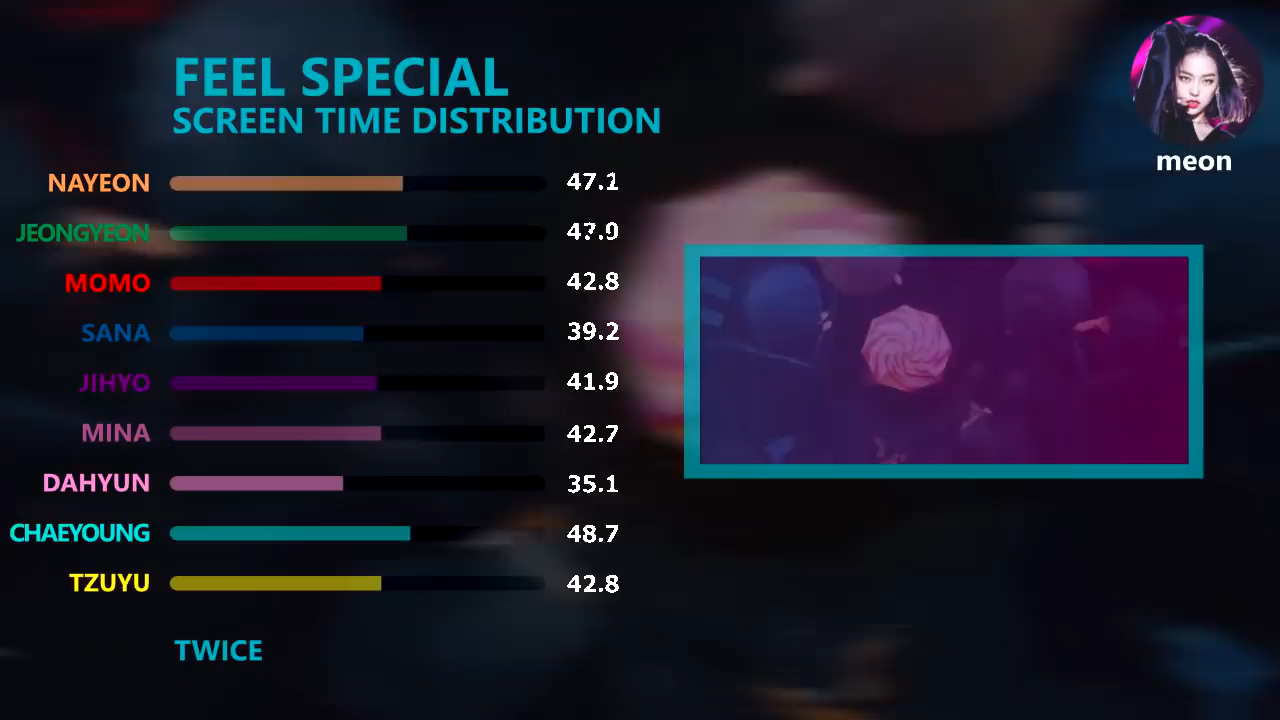 FEEL SPECIAL
SCREEN TIME DISTRIBUTION
meon
NAYEON 47.1
JEONGYEON 47.9
MOMO 42.8
SANA 39.2
JIHYO 41.9
MINA 42.7
DAHYUN 35.1
CHAEYOUNG 48.7
TZUYU 42.8
TWICE